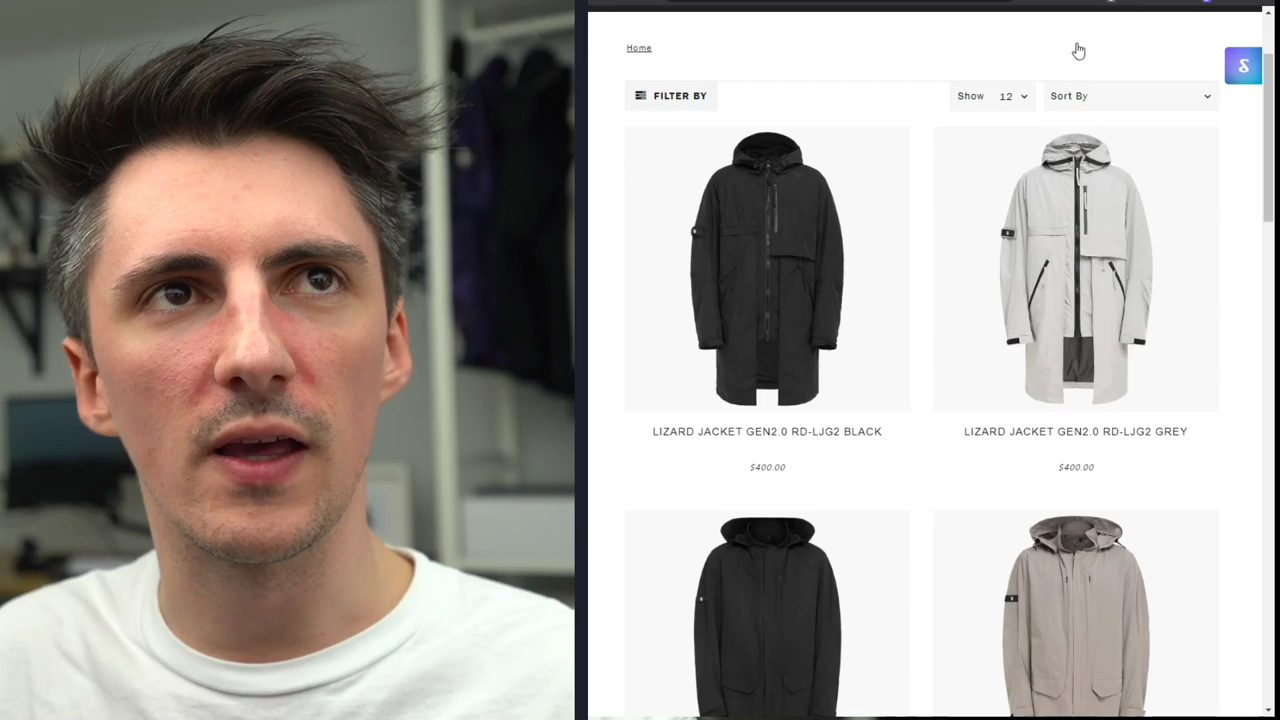 Home
FILTER BY
Show 12
Sort By
LIZARD JACKET GEN2.0 RD-LJG2 BLACK
LIZARD JACKET GEN2.0 RD-LJG2 GREY
$400.00
$400.00